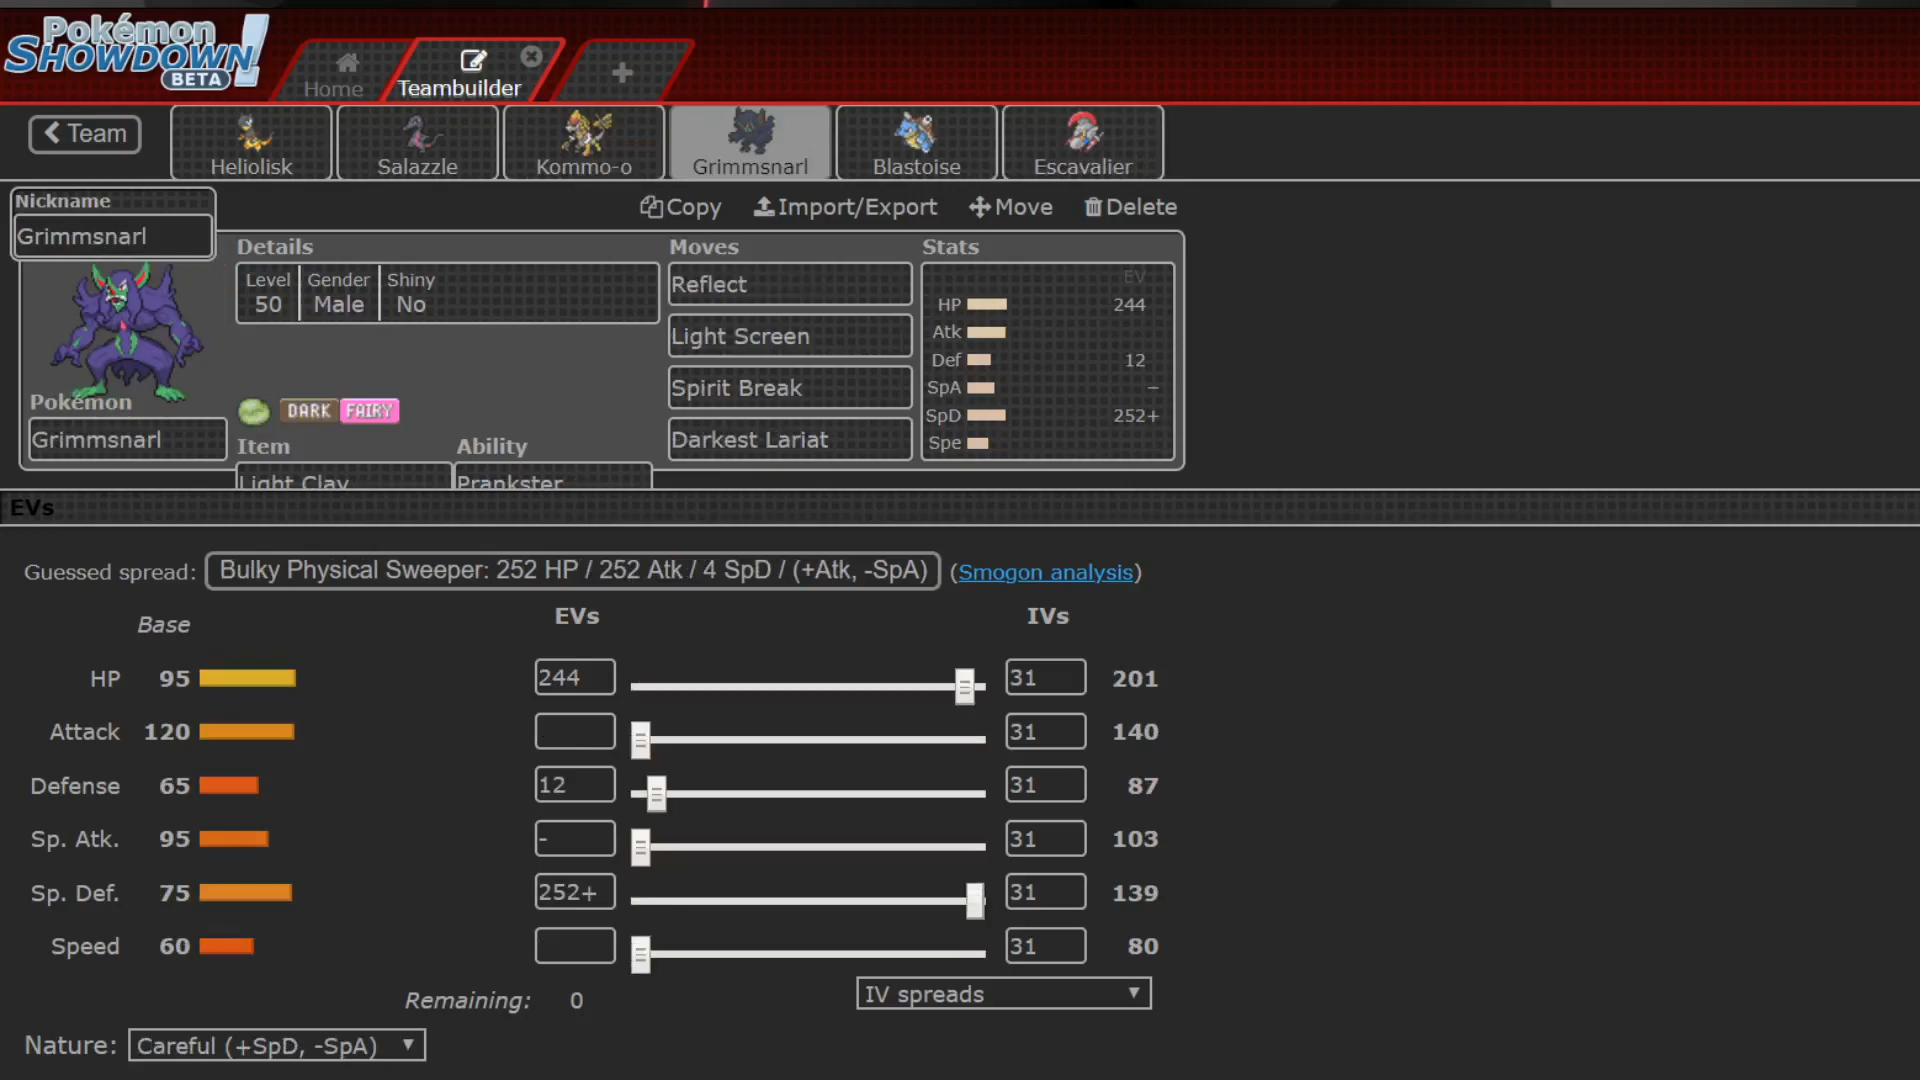 Pokémon
SHOWDOWN!
BETA
Home
Teambuilder
Team
Heliolisk
Salazzle
Kommo-o
Grimmsnarl
Blastoise
Escavalier
Nickname
Grimmsnarl
Copy
Import/Export
Move
Delete
Details
Level
50
Gender
Male
Shiny
No
Moves
Reflect
Light Screen
Spirit Break
Darkest Lariat
Stats
EV
HP 244
Atk
Def 12
SpA −
SpD 252+
Spe
Pokémon
Grimmsnarl
DARK FAIRY
Item
Light Clay
Ability
Prankster
EVs
Guessed spread: Bulky Physical Sweeper: 252 HP / 252 Atk / 4 SpD / (+Atk, -SpA) (Smogon analysis)
Base EVs IVs
HP 95 244 31 201
Attack 120 31 140
Defense 65 12 31 87
Sp. Atk. 95 - 31 103
Sp. Def. 75 252+ 31 139
Speed 60 31 80
Remaining: 0
IV spreads
Nature: Careful (+SpD, -SpA)